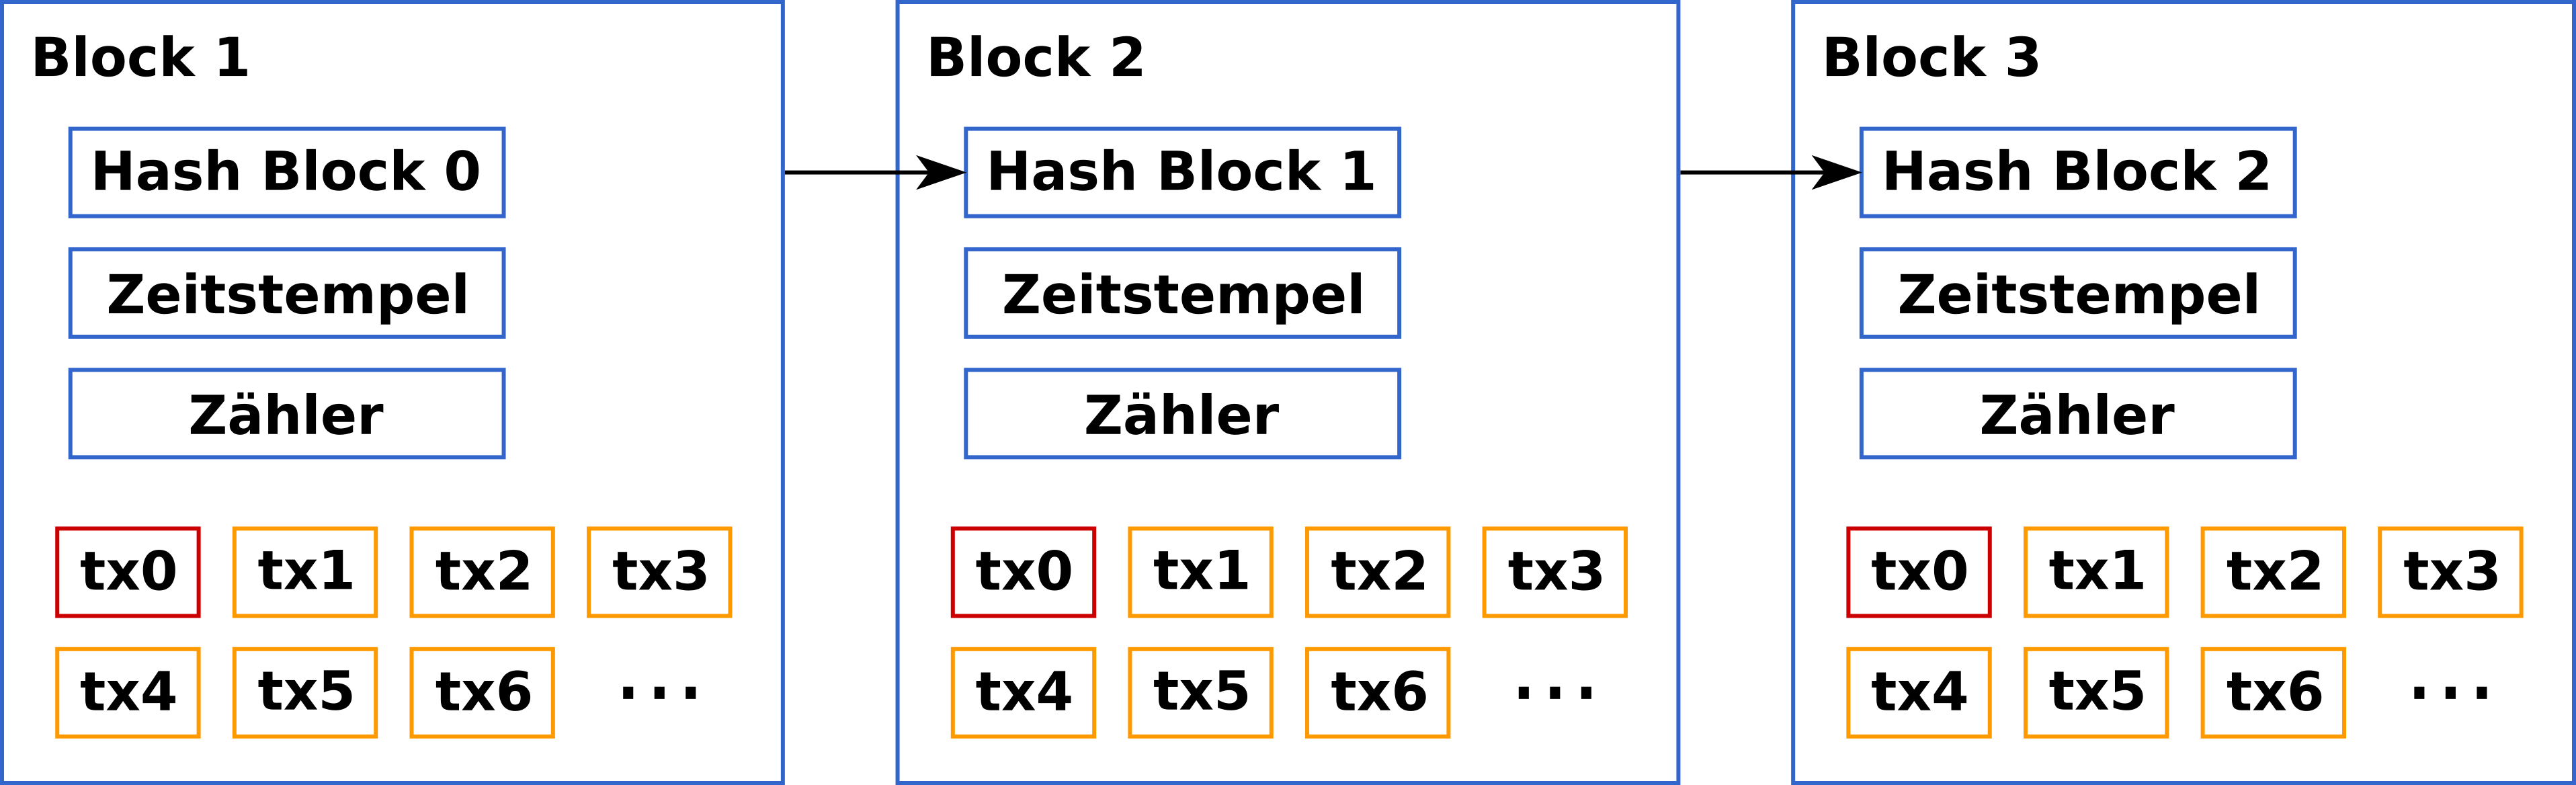 Block 1
Hash Block 0
Zeitstempel
Zähler
tx0 tx1 tx2 tx3
tx4 tx5 tx6 ...
Block 2
Hash Block 1
Zeitstempel
Zähler
tx0 tx1 tx2 tx3
tx4 tx5 tx6 ...
Block 3
Hash Block 2
Zeitstempel
Zähler
tx0 tx1 tx2 tx3
tx4 tx5 tx6 ...